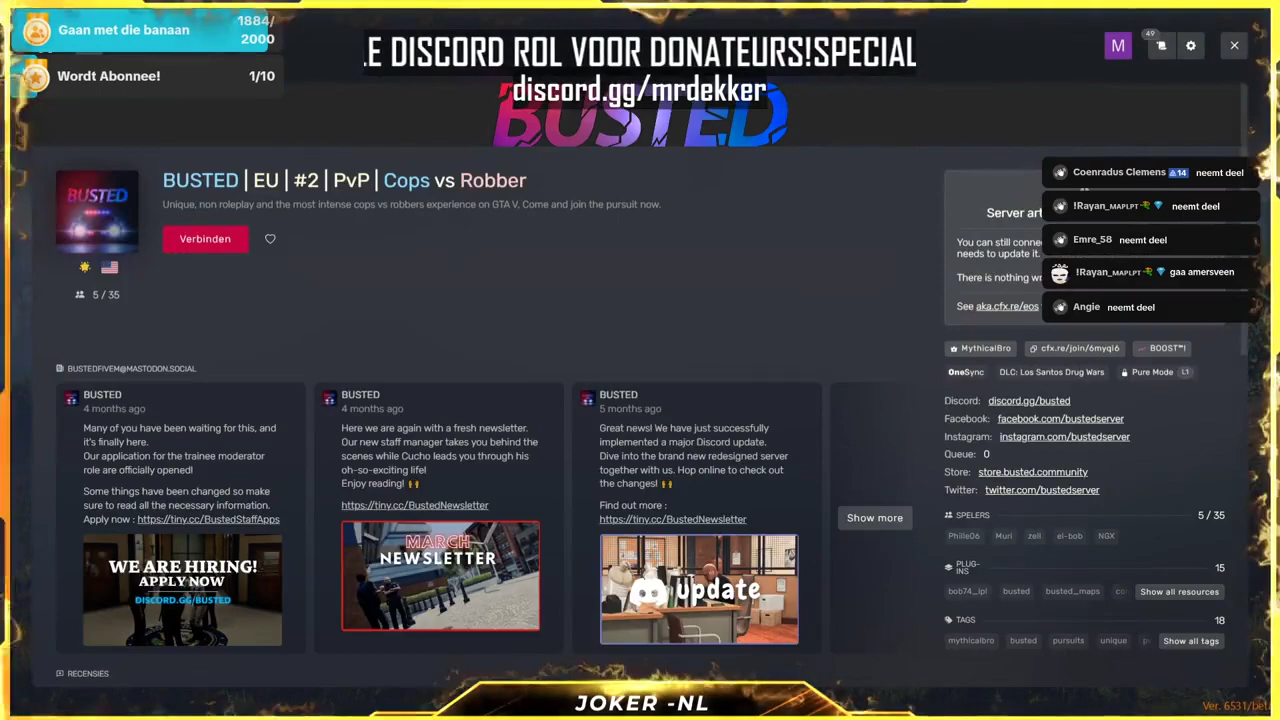 Gaan met die banaan
1884/
2000
Wordt Abonnee!
1/10
.E DISCORD ROL VOOR DONATEURS!SPECIAL
discord.gg/mrdekker
BUSTED
M
49
BUSTED
BUSTED | EU | #2 | PvP | Cops vs Robber
Unique, non roleplay and the most intense cops vs robbers experience on GTA V. Come and join the pursuit now.
Verbinden
5 / 35
Server
You can still conne
needs to update it.
There is nothing
See aka.cfx.re/eos
Coenradus Clemens 14 neemt deel
!Rayan_MAPLPT neemt deel
Emre_58 neemt deel
!Rayan_MAPLPT gaa amersveen
Angie neemt deel
BUSTEDFIVEM@MASTODON.SOCIAL
BUSTED
4 months ago
Many of you have been waiting for this, and
it's finally here.
Our application for the trainee moderator
role are officially opened!
Some things have been changed so make
sure to read all the necessary information.
Apply now : https://tiny.cc/BustedStaffApps
WE ARE HIRING!
APPLY NOW
DISCORD.GG/BUSTED
BUSTED
4 months ago
Here we are again with a fresh newsletter.
Our new staff manager takes you behind the
scenes while Cucho leads you through his
oh-so-exciting life!
Enjoy reading!
https://tiny.cc/BustedNewsletter
MARCH
NEWSLETTER
BUSTED
5 months ago
Great news! We have just successfully
implemented a major Discord update.
Dive into the brand new redesigned server
together with us. Hop online to check out
the changes!
Find out more :
https://tiny.cc/BustedNewsletter
update
Show more
MythicalBro
cfx.re/join/6myql6
BOOST™!
OneSync
DLC: Los Santos Drug Wars
Pure Mode L1
Discord: discord.gg/busted
Facebook: facebook.com/bustedserver
Instagram: instagram.com/bustedserver
Queue: 0
Store: store.busted.community
Twitter: twitter.com/bustedserver
SPELERS 5 / 35
Phille06 Muri zell el-bob NGX
PLUG-
INS
15
bob74_ipl busted busted_maps co Show all resources
TAGS 18
mythicalbro busted pursuits unique Show all tags
RECENSIES
JOKER -NL
Ver. 6531/beta